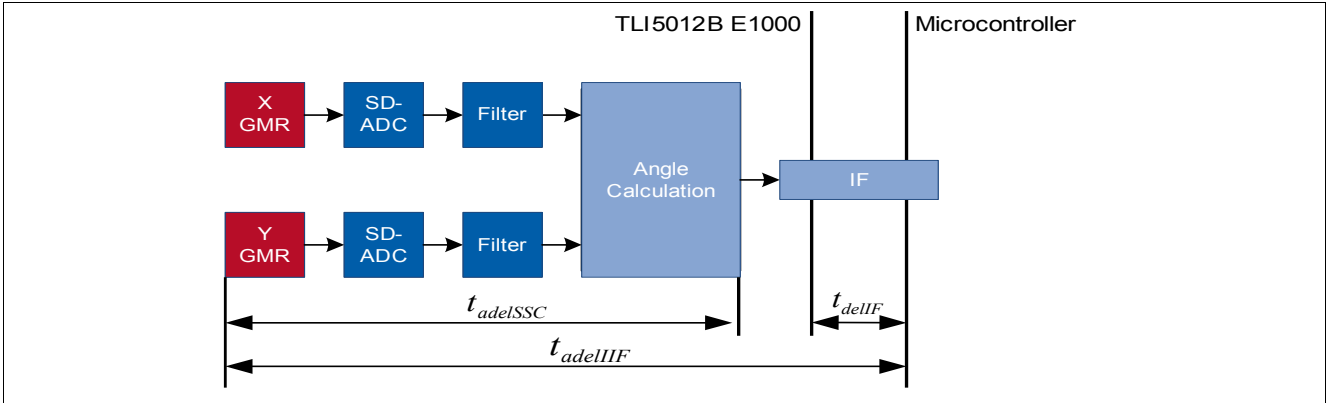 TLI5012B E1000
Microcontroller
X
GMR
SD-
ADC
Filter
Angle
Calculation
IF
Y
GMR
SD-
ADC
Filter
t_adelSSC
t_delIF
t_adelIIF